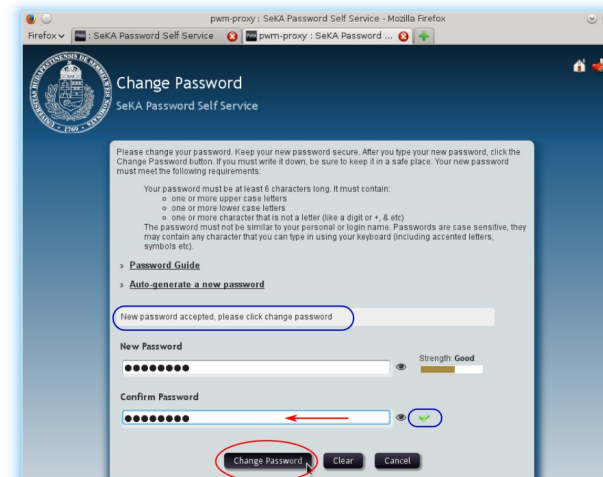 pwm-proxy : SeKA Password Self Service - Mozilla Firefox
Firefox : SeKA Password Self Service pwm-proxy : SeKA Password ...
Change Password
SeKA Password Self Service
Please change your password. Keep your new password secure. After you type your new password, click the
Change Password button. If you must write it down, be sure to keep it in a safe place. Your new password
must meet the following requirements:
Your password must be at least 6 characters long. It must contain:
one or more upper case letters
one or more lower case letters
one or more character that is not a letter (like a digit or +, & etc)
The password must not be similar to your personal or login name. Passwords are case sensitive, they
may contain any character that you can type in using your keyboard (including accented letters,
symbols etc).
» Password Guide
» Auto-generate a new password
New password accepted, please click change password
New Password
Strength: Good
Confirm Password
Change Password Clear Cancel